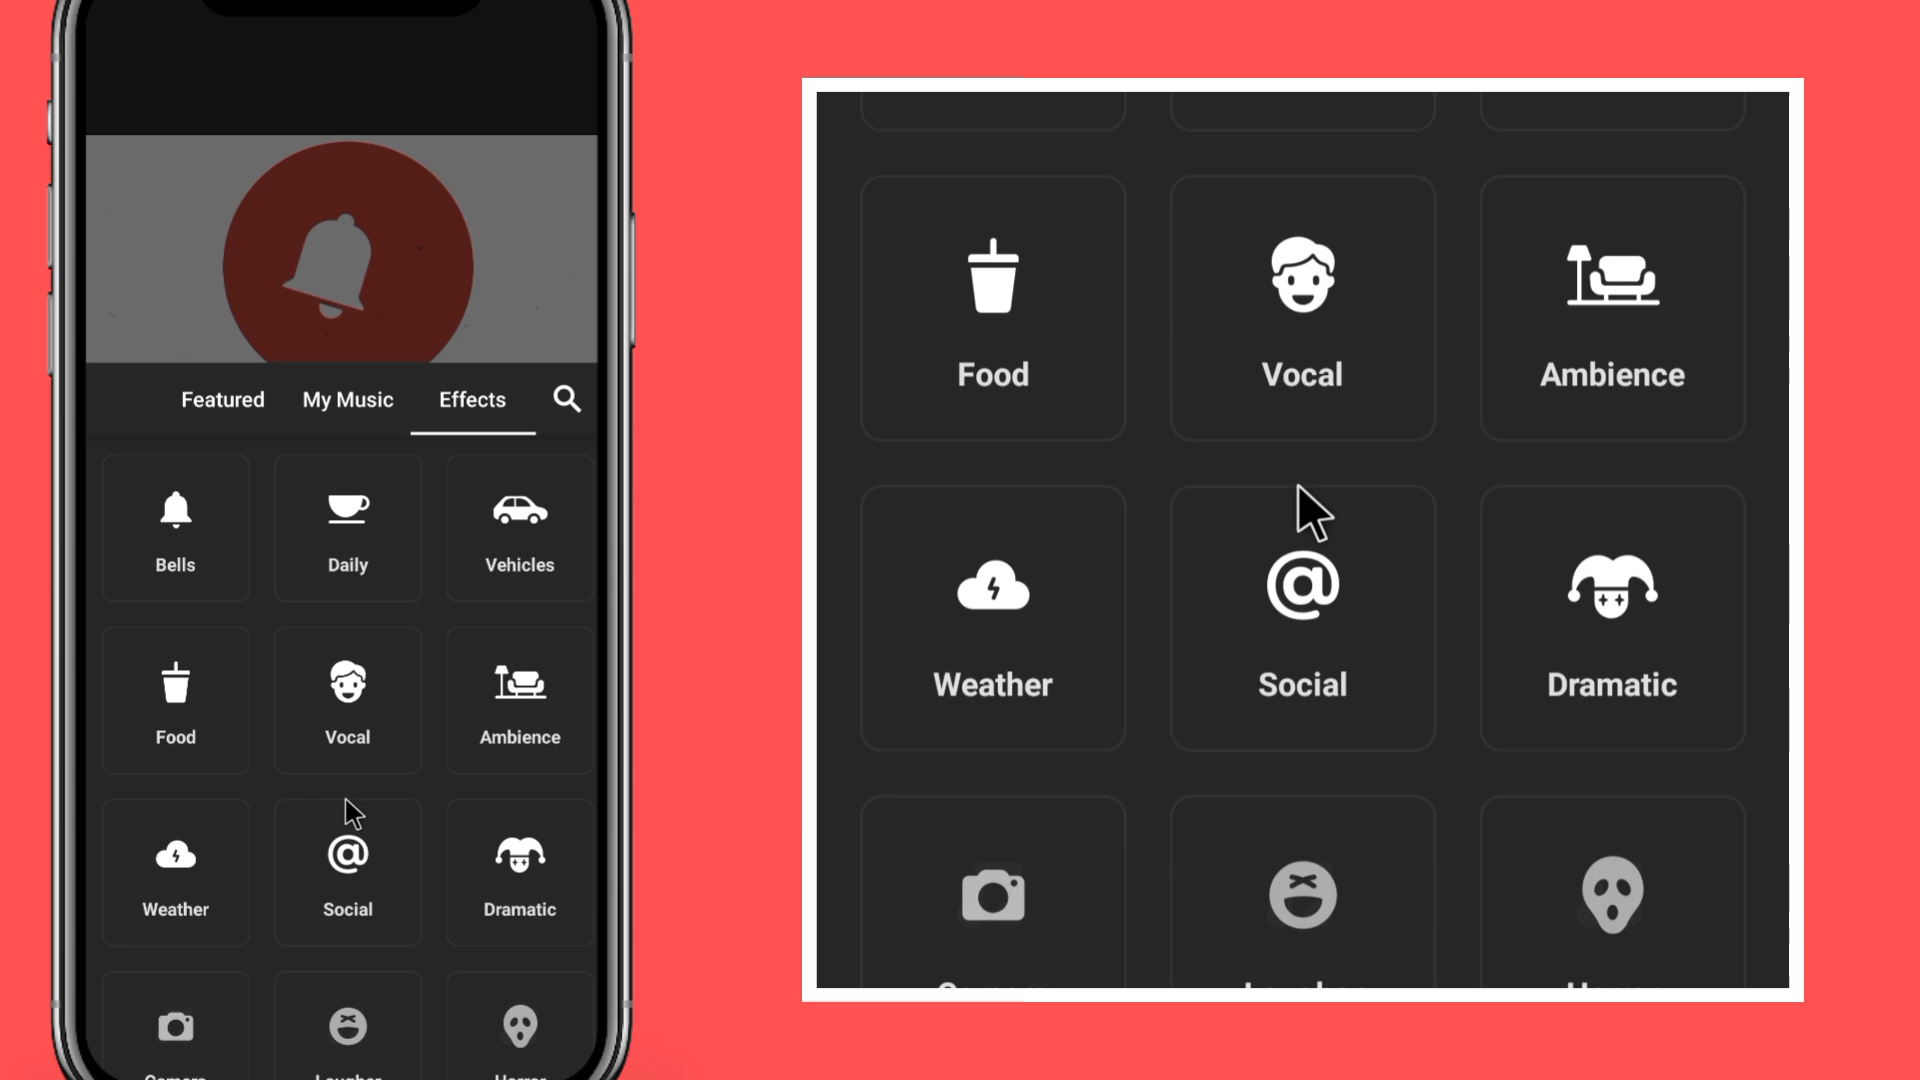 Featured My Music Effects
Bells Daily Vehicles
Food Vocal Ambience
Weather @ Social Dramatic
Food Vocal Ambience
Weather @ Social Dramatic